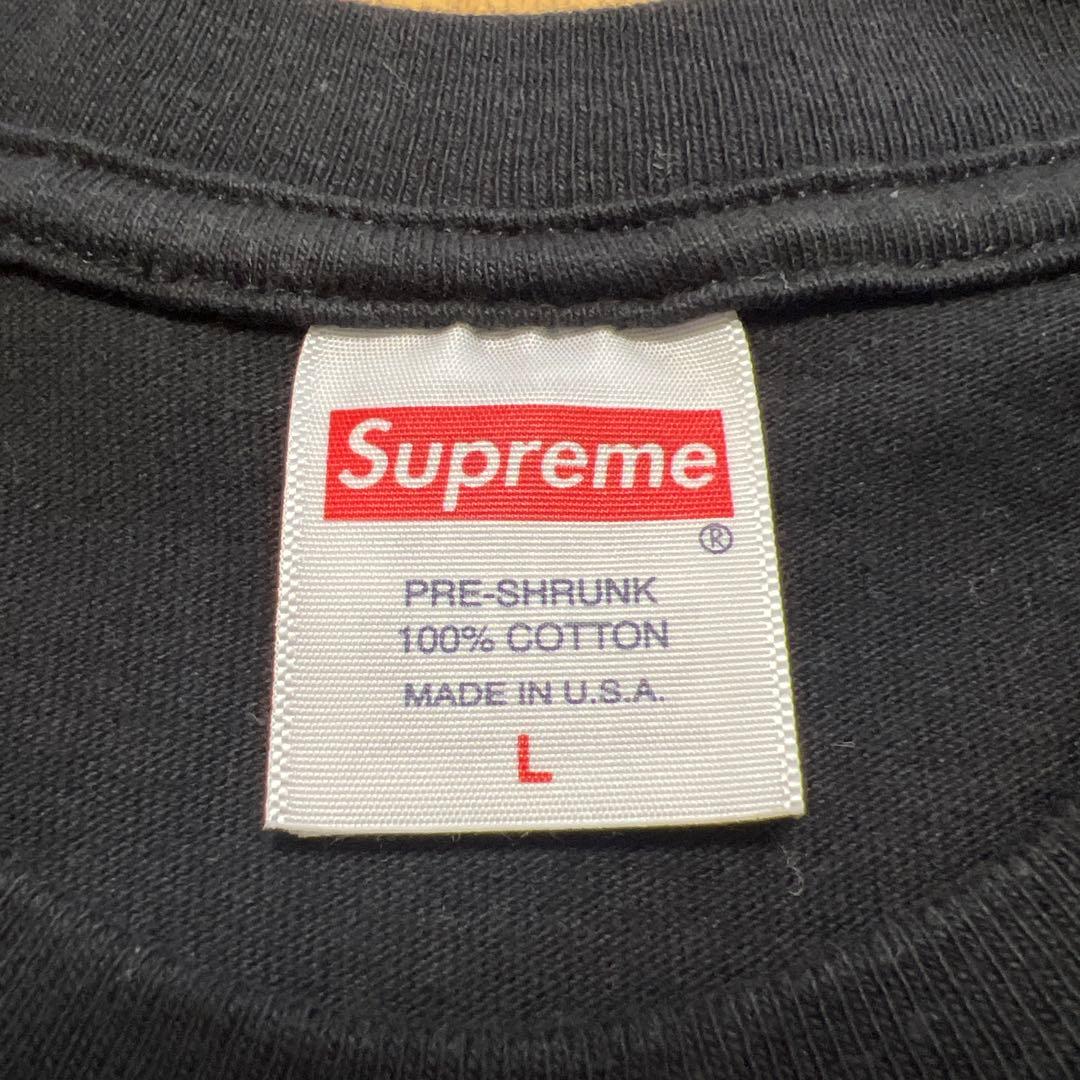 Supreme
®
PRE-SHRUNK
100% COTTON
MADE IN U.S.A.
L